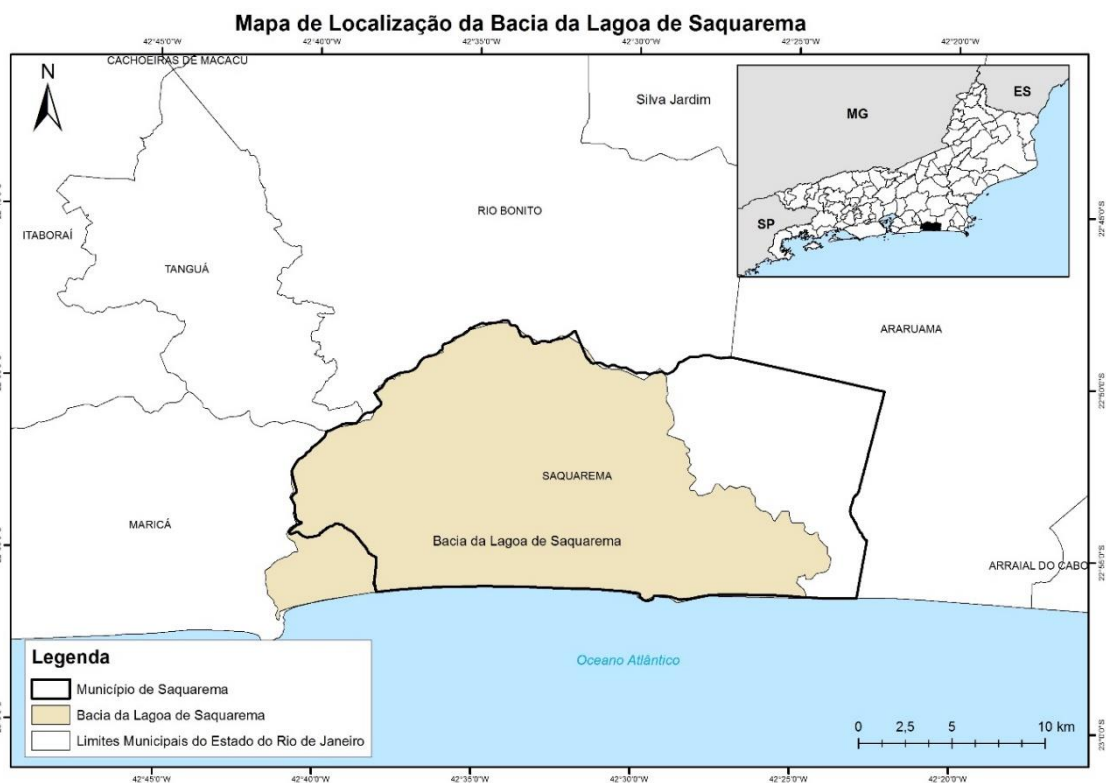 Mapa de Localização da Bacia da Lagoa de Saquarema
42°45'0"W 42°40'0"W 42°35'0"W 42°30'0"W 42°25'0"W 42°20'0"W
N
CACHOEIRAS DE MACACU
Silva Jardim
MG
ES
SP
RIO BONITO
ITABORAÍ
TANGUÁ
22°45'0"S
ARARUAMA
22°50'0"S
SAQUAREMA
MARICÁ
Bacia da Lagoa de Saquarema
ARRAIAL DO CABO
Oceano Atlântico
Legenda
Município de Saquarema
Bacia da Lagoa de Saquarema
Limites Municipais do Estado do Rio de Janeiro
0 2,5 5 10 km
23°0'0"S
42°45'0"W 42°40'0"W 42°35'0"W 42°30'0"W 42°25'0"W 42°20'0"W